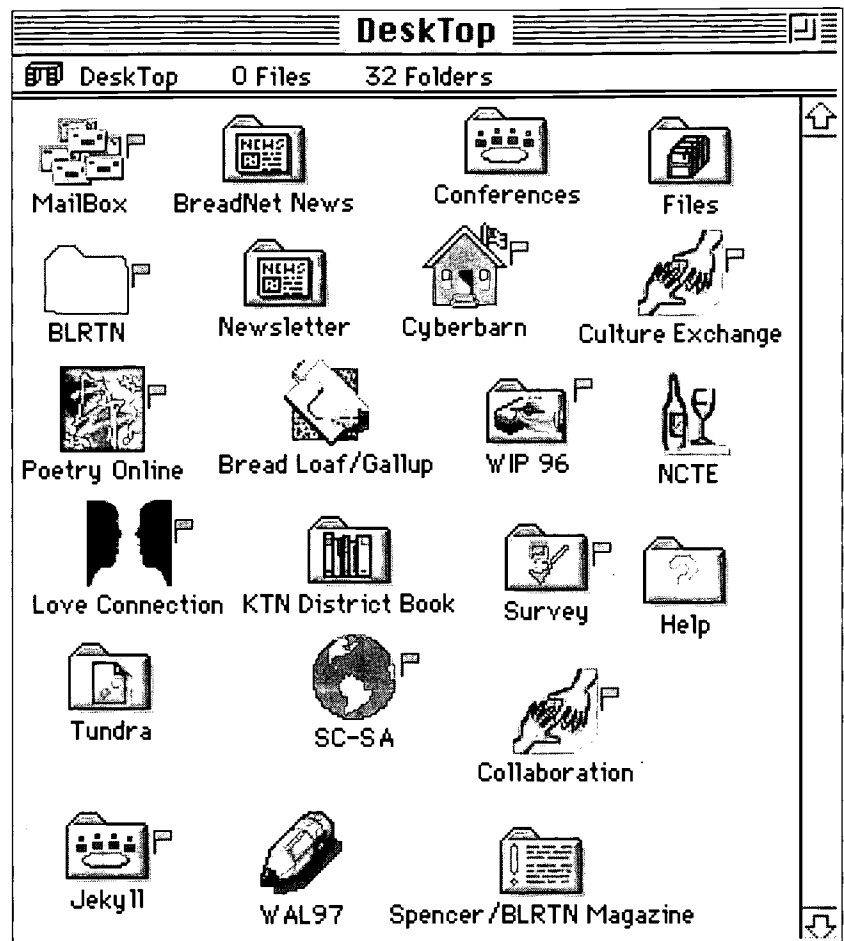 DeskTop
DeskTop 0 Files 32 Folders
MailBox BreadNet News Conferences Files
BLRTN Newsletter Cyberbarn Culture Exchange
Poetry Online Bread Loaf/Gallup WIP 96 NCTE
Love Connection KTN District Book Survey Help
Tundra SC-SA Collaboration
Jekyll WAL97 Spencer/BLRTN Magazine